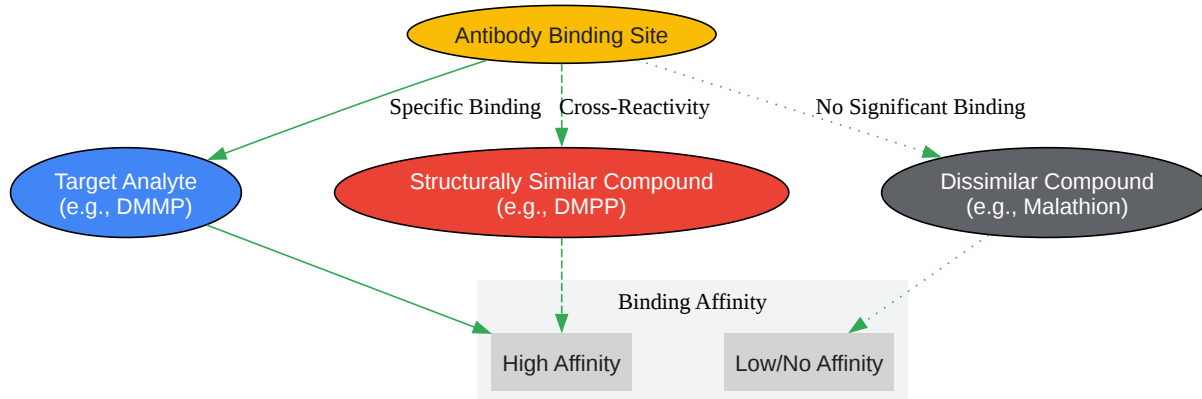 Antibody Binding Site
Specific Binding
Cross-Reactivity
No Significant Binding
Target Analyte
(e.g., DMMP)
Structurally Similar Compound
(e.g., DMPP)
Dissimilar Compound
(e.g., Malathion)
Binding Affinity
High Affinity
Low/No Affinity